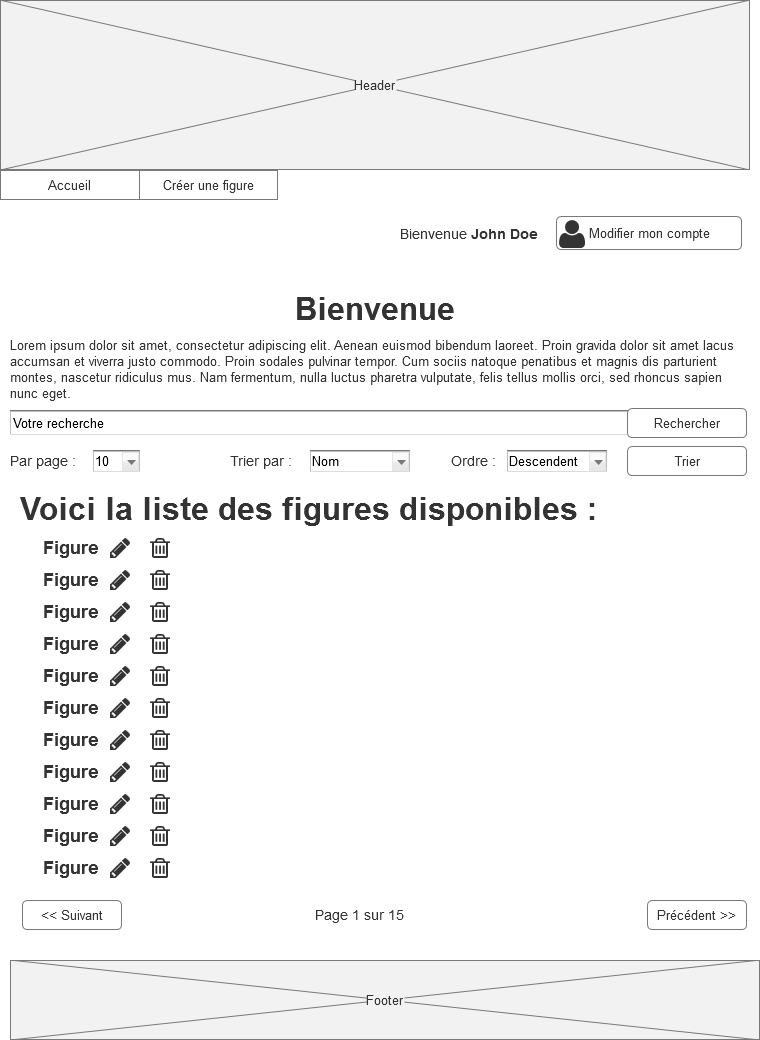 Header
Accueil Créer une figure
Bienvenue John Doe Modifier mon compte
Bienvenue
Lorem ipsum dolor sit amet, consectetur adipiscing elit. Aenean euismod bibendum laoreet. Proin gravida dolor sit amet lacus
accumsan et viverra justo commodo. Proin sodales pulvinar tempor. Cum sociis natoque penatibus et magnis dis parturient
montes, nascetur ridiculus mus. Nam fermentum, nulla luctus pharetra vulputate, felis tellus mollis orci, sed rhoncus sapien
nunc eget.
Votre recherche Rechercher
Par page : 10 Trier par : Nom Ordre : Descendent Trier
Voici la liste des figures disponibles :
Figure
Figure
Figure
Figure
Figure
Figure
Figure
Figure
Figure
Figure
Figure
<< Suivant Page 1 sur 15 Précédent >>
Footer